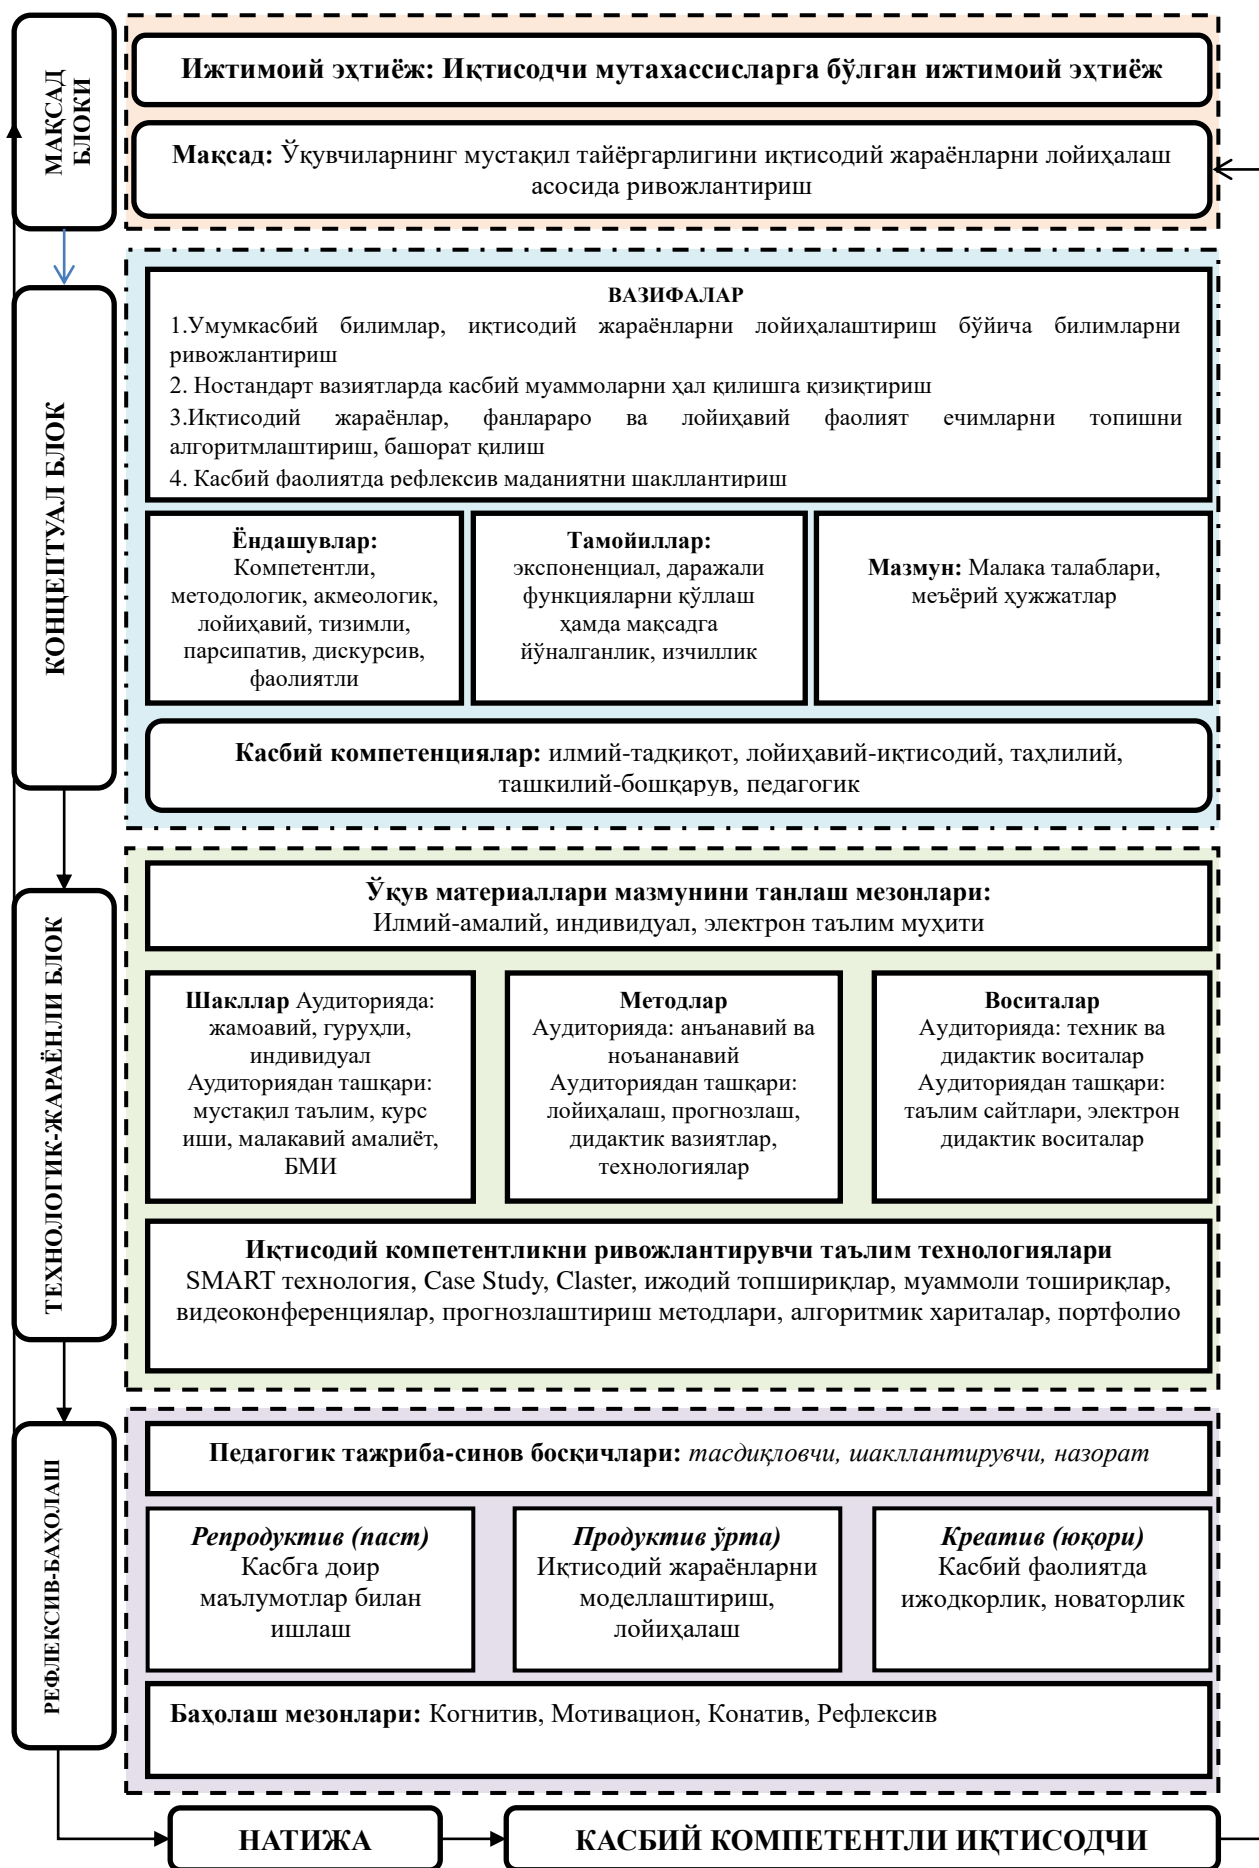 МАҚСАД
БЛОКИ
Ижтимоий эҳтиёж: Иқтисодчи мутахассисларга бўлган ижтимоий эҳтиёж
Мақсад: Ўқувчиларнинг мустақил тайёргарлигини иқтисодий жараёнларни лойиҳалаш
асосида ривожлантириш
КОНЦЕПТУАЛ БЛОК
ВАЗИФАЛАР
1.Умумкасбий билимлар, иқтисодий жараёнларни лойиҳалаштириш бўйича билимларни
ривожлантириш
2. Ностандарт вазиятларда касбий муаммоларни ҳал қилишга қизиқтириш
3.Иқтисодий жараёнлар, фанлараро ва лойиҳавий фаолият ечимларни топишни
алгоритмлаштириш, башорат қилиш
4. Касбий фаолиятда рефлексив маданиятни шакллантириш
Ёндашувлар:
Компетентли,
методологик, акмеологик,
лойиҳавий, тизимли,
парсипатив, дискурсив,
фаолиятли
Тамойиллар:
экспоненциал, даражали
функцияларни қўллаш
ҳамда мақсадга
йўналганлик, изчиллик
Мазмун: Малака талаблари,
меъёрий ҳужжатлар
Касбий компетенциялар: илмий-тадқиқот, лойиҳавий-иқтисодий, таҳлилий,
ташкилий-бошқарув, педагогик
ТЕХНОЛОГИК-ЖАРАЁНЛИ БЛОК
Ўқув материаллари мазмунини танлаш мезонлари:
Илмий-амалий, индивидуал, электрон таълим муҳити
Шакллар Аудиторияда:
жамоавий, гуруҳли,
индивидуал
Аудиториядан ташқари:
мустақил таълим, курс
иши, малакавий амалиёт,
БМИ
Методлар
Аудиторияда: анъанавий ва
ноъананавий
Аудиториядан ташқари:
лойиҳалаш, прогнозлаш,
дидактик вазиятлар,
технологиялар
Воситалар
Аудиторияда: техник ва
дидактик воситалар
Аудиториядан ташқари:
таълим сайтлари, электрон
дидактик воситалар
Иқтисодий компетентликни ривожлантирувчи таълим технологиялари
SMART технология, Case Study, Claster, ижодий топшириқлар, муаммоли тошириқлар,
видеоконференциялар, прогнозлаштириш методлари, алгоритмик хариталар, портфолио
РЕФЛЕКСИВ-БАҲОЛАШ
Педагогик тажриба-синов босқичлари: тасдиқловчи, шакллантирувчи, назорат
Репродуктив (паст)
Касбга доир
маълумотлар билан
ишлаш
Продуктив ўрта)
Иқтисодий жараёнларни
моделлаштириш,
лойиҳалаш
Креатив (юқори)
Касбий фаолиятда
ижодкорлик, новаторлик
Баҳолаш мезонлари: Когнитив, Мотивацион, Конатив, Рефлексив
НАТИЖА
КАСБИЙ КОМПЕТЕНТЛИ ИҚТИСОДЧИ